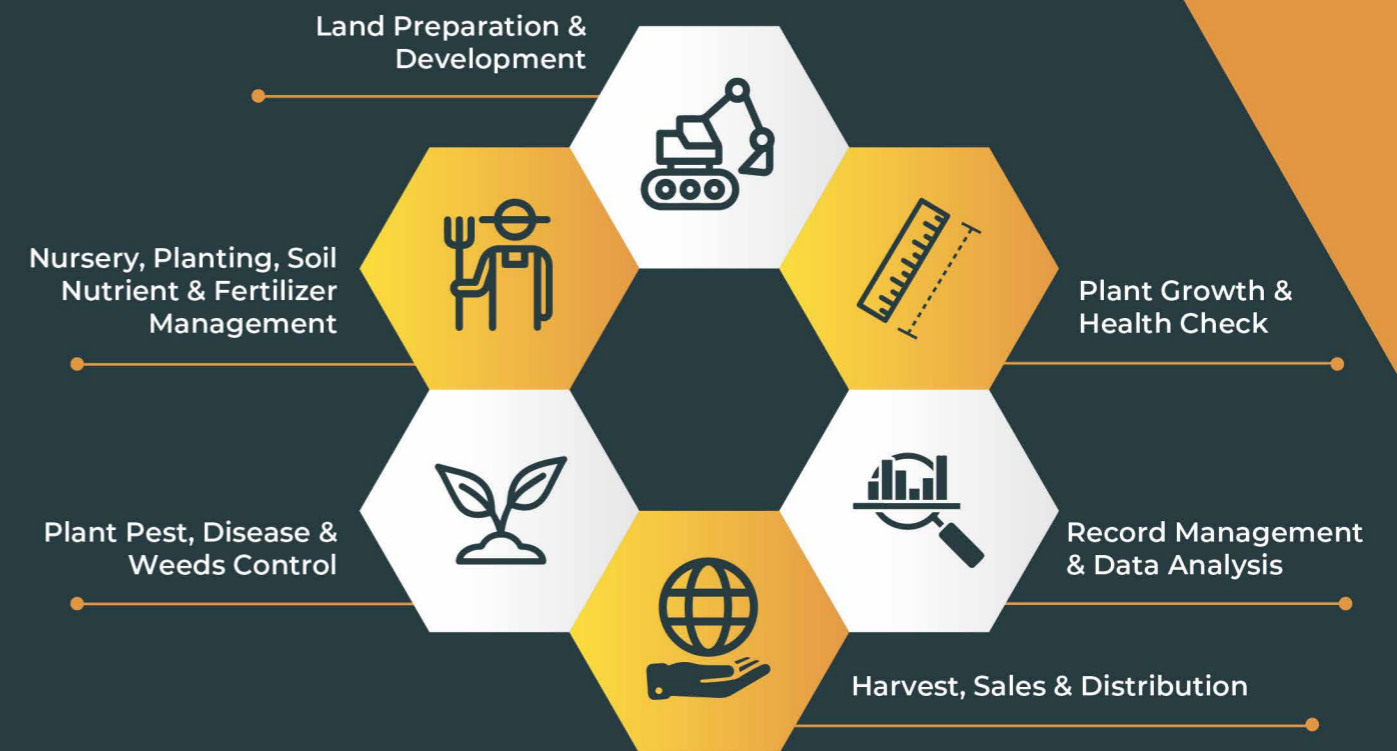 Land Preparation &
Development
Nursery, Planting, Soil
Nutrient & Fertilizer
Management
Plant Growth &
Health Check
Plant Pest, Disease &
Weeds Control
Record Management
& Data Analysis
Harvest, Sales & Distribution